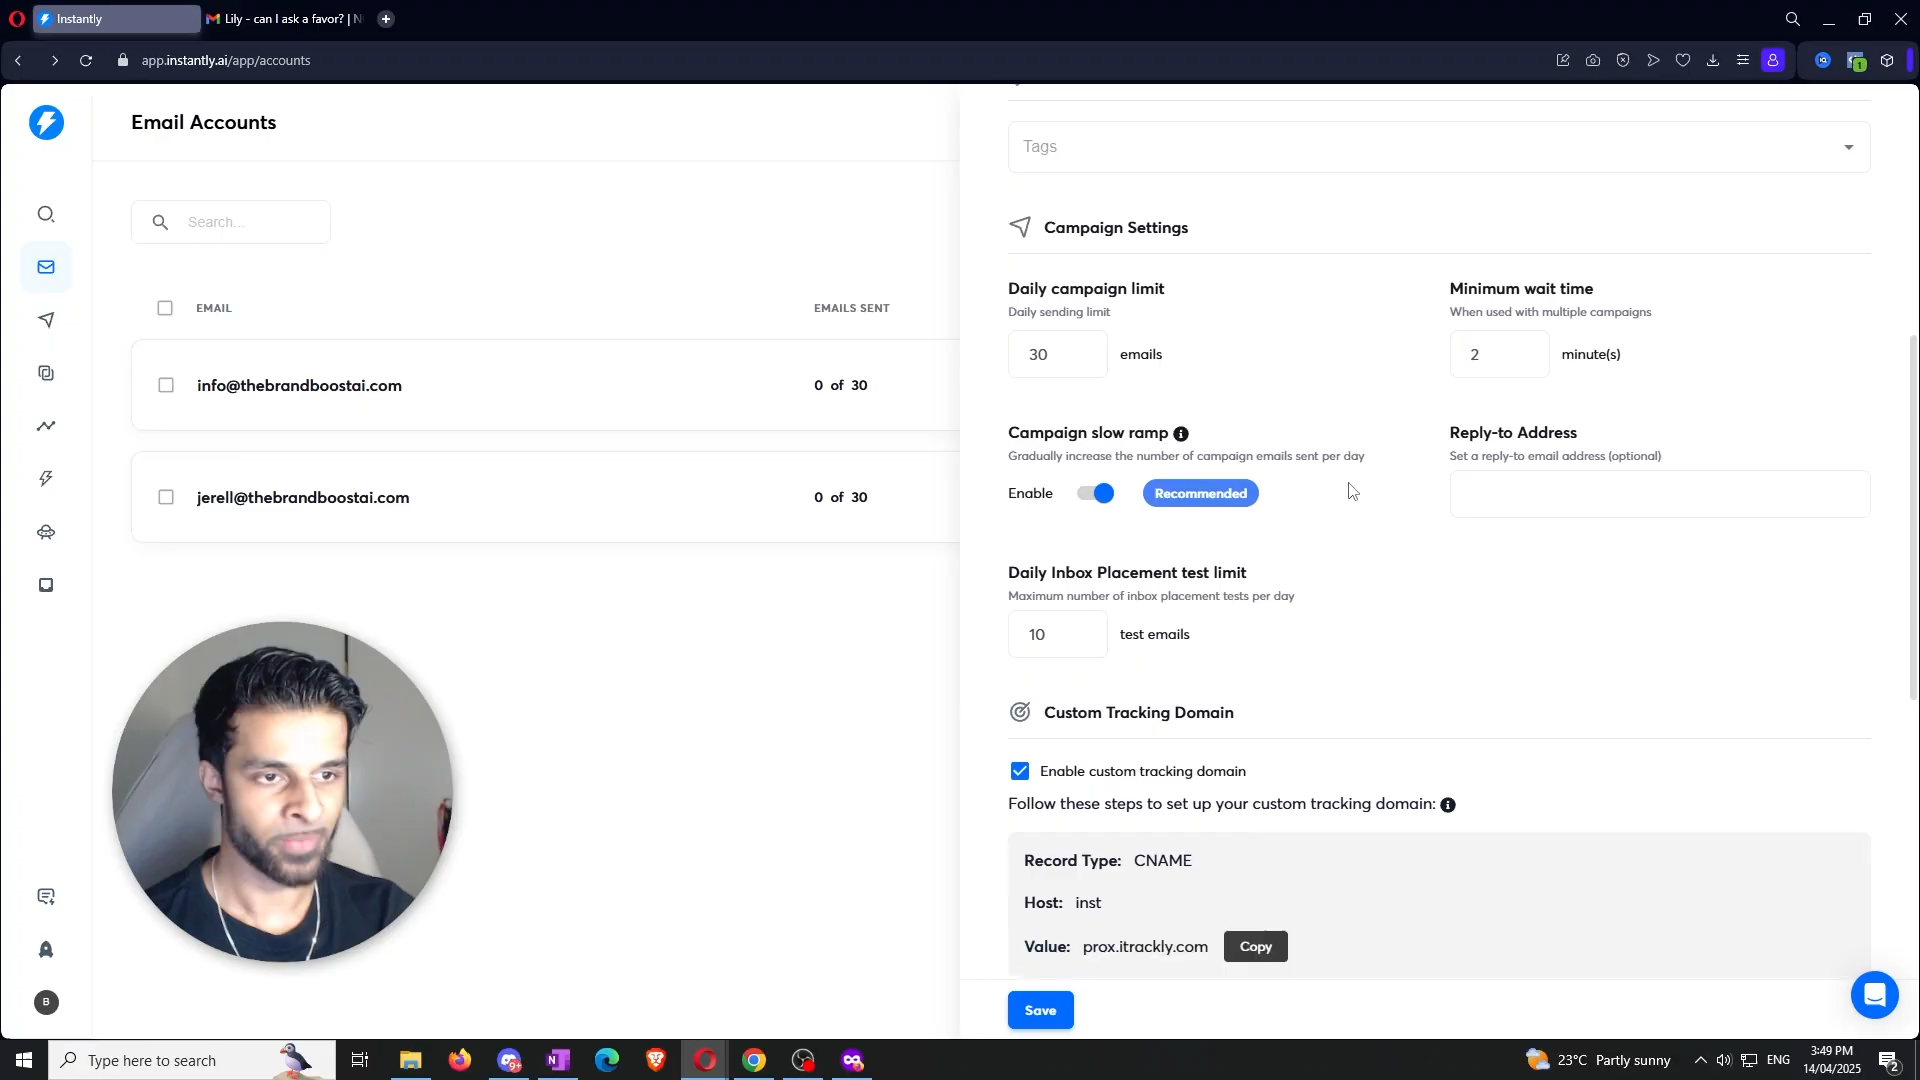 Instantly
Lily - can I ask a favor? |
app.instantly.ai/app/accounts
1
Email Accounts
Search...
EMAIL
EMAILS SENT
info@thebrandboostai.com
0 of 30
jerell@thebrandboostai.com
0 of 30
B
Tags
Campaign Settings
Daily campaign limit
Daily sending limit
30
emails
Minimum wait time
When used with multiple campaigns
2
minute(s)
Campaign slow ramp
Gradually increase the number of campaign emails sent per day
Enable
Recommended
Reply-to Address
Set a reply-to email address (optional)
Daily Inbox Placement test limit
Maximum number of inbox placement tests per day
10
test emails
Custom Tracking Domain
Enable custom tracking domain
Follow these steps to set up your custom tracking domain:
Record Type: CNAME
Host: inst
Value: prox.itrackly.com
Copy
Save
Type here to search
9+
23°C Partly sunny
ENG
3:49 PM
14/04/2025
2